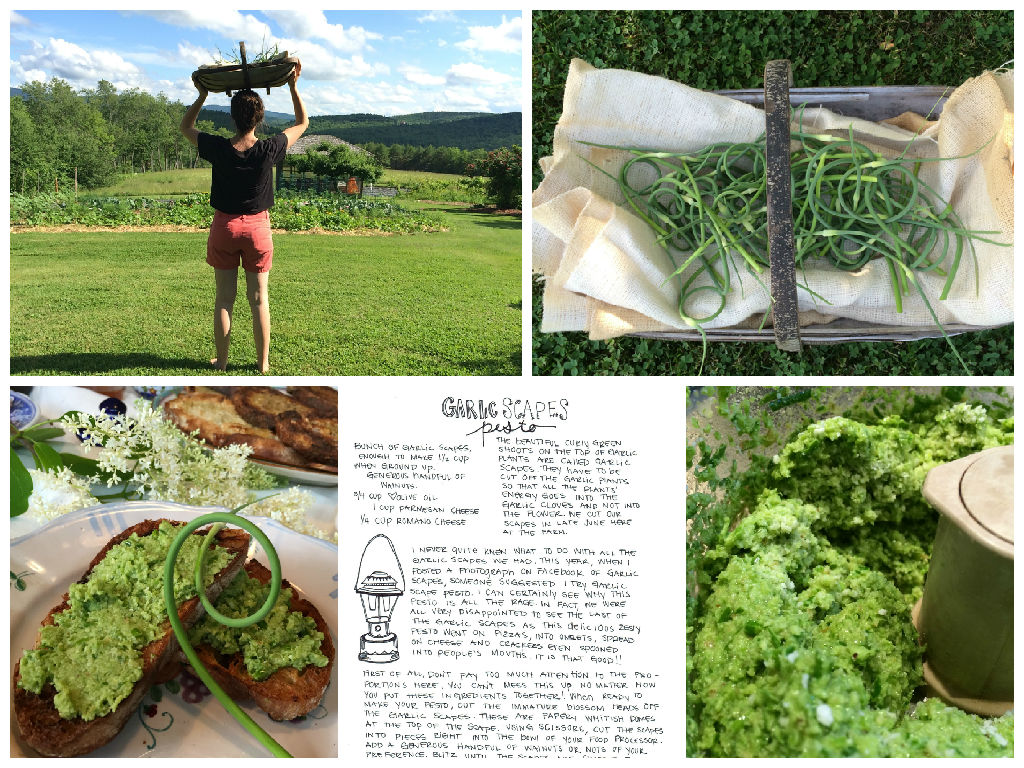 GARLIC SCAPES
pesto
BUNCH OF GARLIC SCAPES,
ENOUGH TO MAKE 1 1/2 CUP
WHEN GROUND UP.
GENEROUS HANDFUL OF
WALNUTS.
3/4 CUP OLIVE OIL
1 CUP PARMESAN CHEESE
1/4 CUP ROMANO CHEESE
THE BEAUTIFUL CURLY GREEN
SHOOTS ON THE TOP OF GARLIC
PLANTS ARE CALLED GARLIC
SCAPES. THEY HAVE TO BE
CUT OFF THE GARLIC PLANTS
SO THAT ALL THE PLANTS'
ENERGY GOES INTO THE
GARLIC CLOVES AND NOT INTO
THE FLOWER. WE CUT OUR
SCAPES IN LATE JUNE HERE
AT THE FARM.
I NEVER QUITE KNEW WHAT TO DO WITH ALL THE
GARLIC SCAPES WE HAD. THIS YEAR, WHEN I
POSTED A PHOTOGRAPH ON FACEBOOK OF GARLIC
SCAPES, SOMEONE SUGGESTED I TRY GARLIC
SCAPE PESTO. I CAN CERTAINLY SEE WHY THIS
PESTO IS ALL THE RAGE. IN FACT WE WERE
ALL VERY DISAPPOINTED TO SEE THE LAST OF
THE GARLIC SCAPES AS THIS DELICIOUS ZESTY
PESTO WENT ON PIZZAS, INTO OMLETS, SPREAD
ON CHEESE AND CRACKERS EVEN SPOONED
INTO PEOPLE'S MOUTHS. IT IS THAT GOOD!!
FIRST OF ALL, DON'T PAY TOO MUCH ATTENTION TO THE PRO-
PORTIONS HERE. YOU CAN'T MESS THIS UP NO MATTER HOW
YOU PUT THESE INGREDIENTS TOGETHER! WHEN READY TO
MAKE YOUR PESTO, CUT THE IMMATURE BLOSSOM HEADS OFF
THE GARLIC SCAPES. THESE ARE PAPERY WHITISH DOMES
AT THE TOP OF THE SCAPE. USING SCISSORS, CUT THE SCAPES
INTO PIECES RIGHT INTO THE BOWL OF YOUR FOOD PROCESSOR.
ADD A GENEROUS HANDFUL OF WALNUTS OR NUTS OF YOUR
PREFERENCE. BLITZ UNTIL THE SCAPES